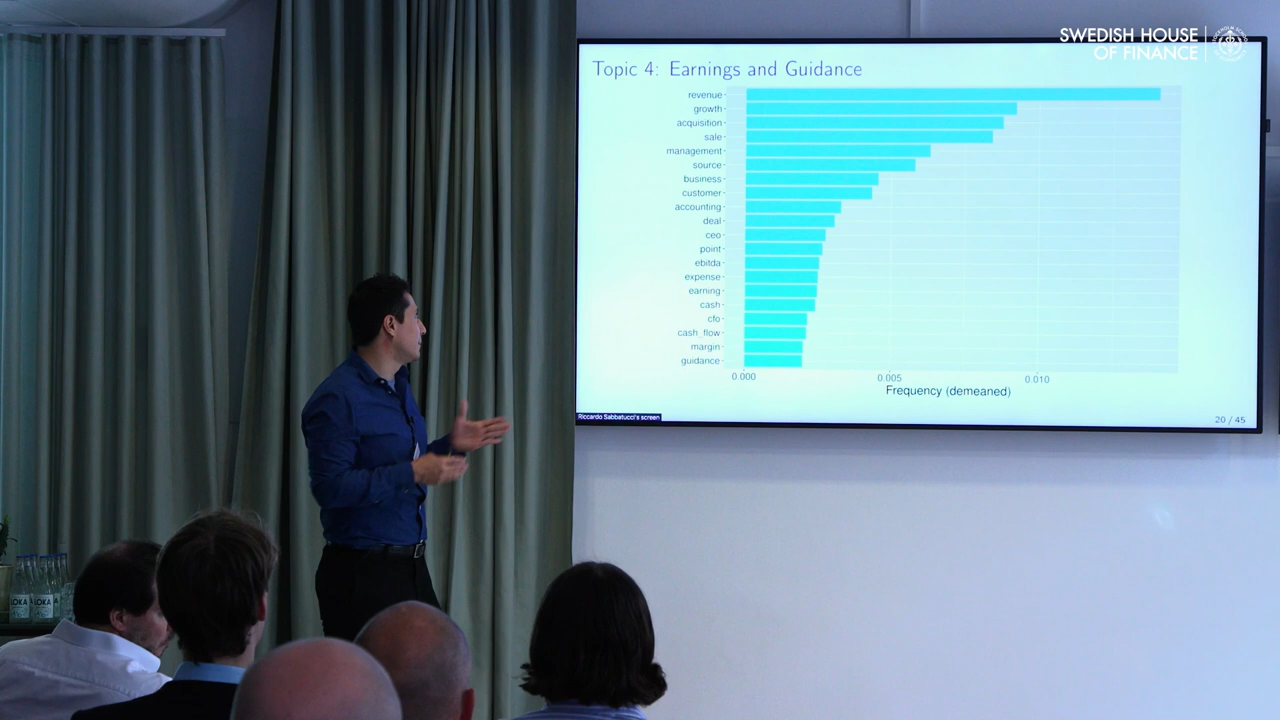 SWEDISH HOUSE
OF FINANCE
Topic 4: Earnings and Guidance
revenue
growth
acquisition
sale
management
source
business
customer
accounting
deal
ceo
point
ebitda
expense
earning
cash
cfo
cash_flow
margin
guidance
0.000 0.005 0.010
Frequency (demeaned)
Riccardo Sabbatucci's screen
20 / 45
LOKA
LOKA